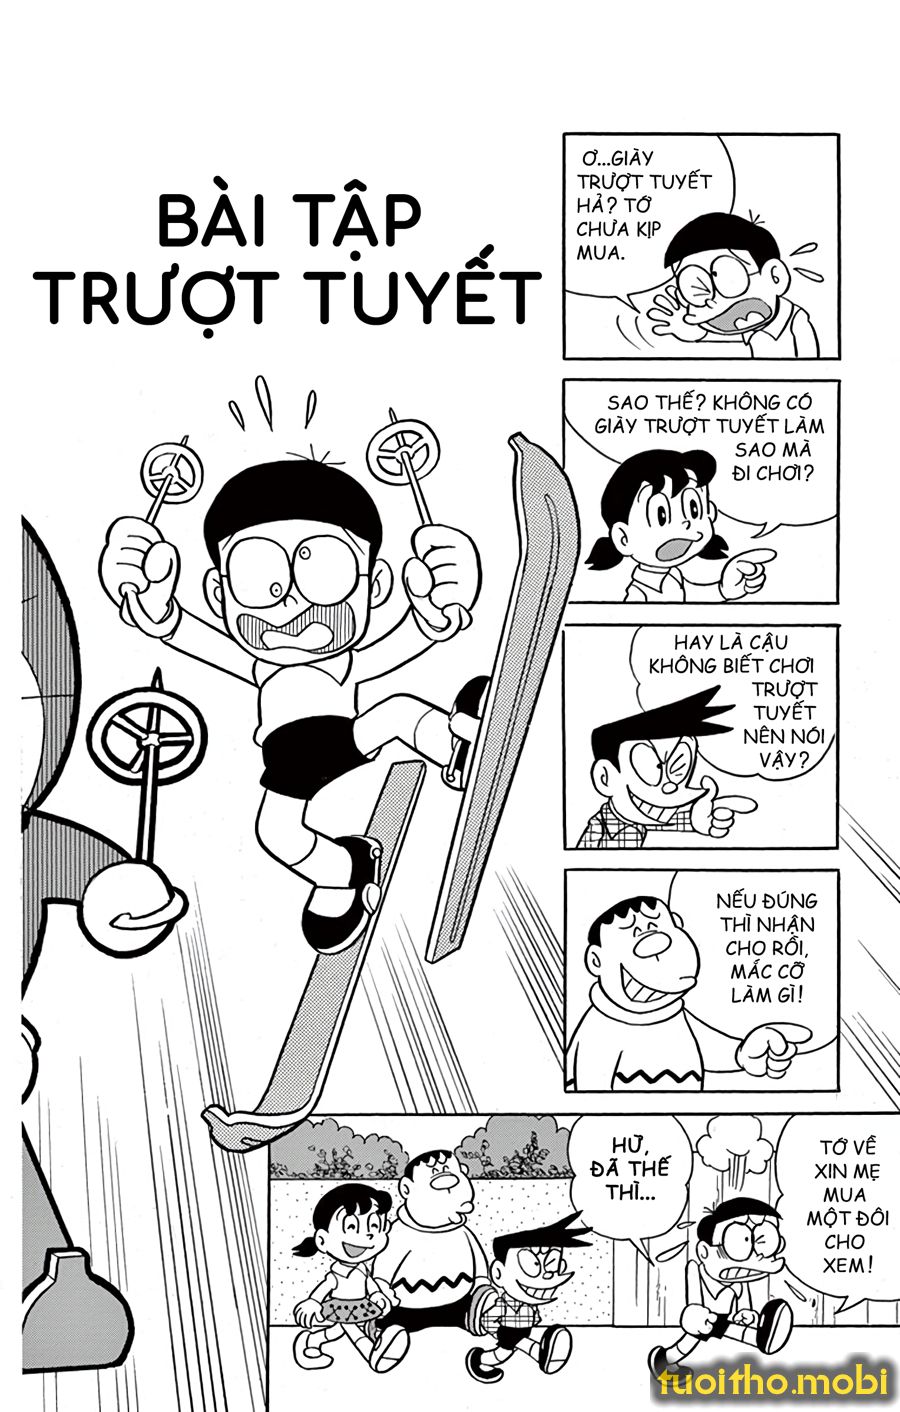 BÀI TẬP
TRƯỢT TUYẾT
Ơ...GIÀY
TRƯỢT TUYẾT
HẢ? TỚ
CHƯA KỊP
MUA.
SAO THẾ? KHÔNG CÓ
GIÀY TRƯỢT TUYẾT LÀM
SAO MÀ
ĐI CHƠI?
HAY LÀ CẬU
KHÔNG BIẾT CHƠI
TRƯỢT
TUYẾT
NÊN NÓI
VẬY?
NẾU ĐÚNG
THÌ NHẬN
CHO RỒI,
MẮC CỠ
LÀM GÌ!
HỪ,
ĐÃ THẾ
THÌ...
TỚ VỀ
XIN MẸ
MUA
MỘT ĐÔI
CHO
XEM!
tuoitho.mobi